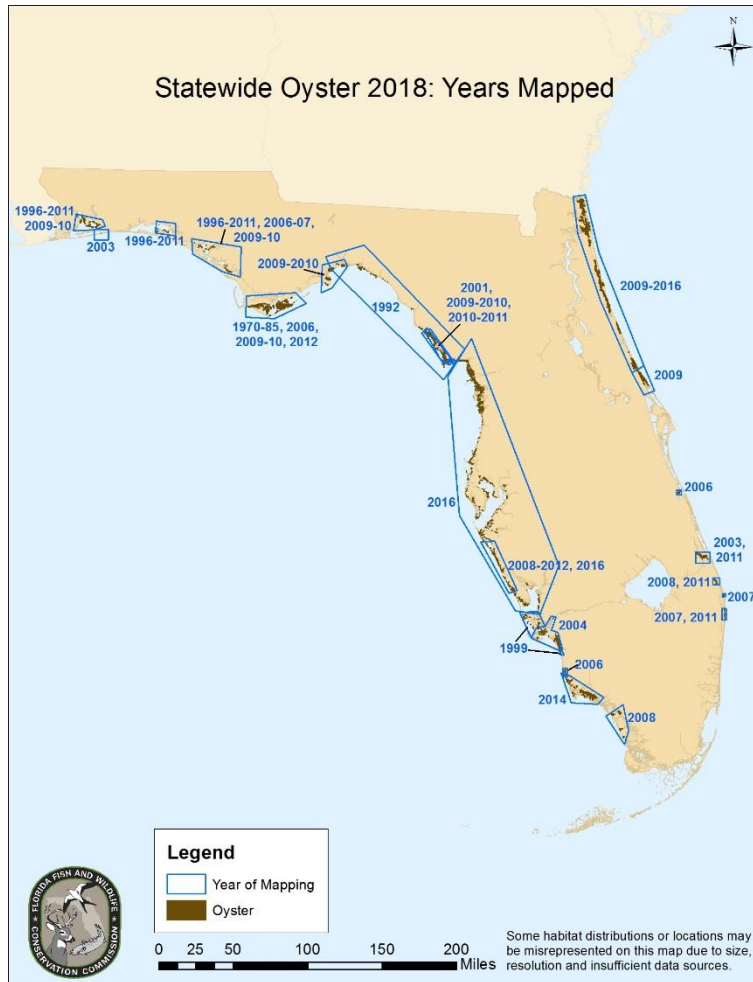 N
Statewide Oyster 2018: Years Mapped
1996-2011,
2009-10
2003
1996-2011
1996-2011, 2006-07,
2009-10
2009-2010
1970-85, 2006,
2009-10, 2012
1992
2001,
2009-2010,
2010-2011
2009-2016
2009
2016
2006
2003,
2011
2008-2012, 2016
2008, 2011
2007
2007, 2011
2004
1999
2006
2014
2008
Legend
Year of Mapping
Oyster
FLORIDA FISH AND WILDLIFE
CONSERVATION COMMISSION
0 25 50 100 150 200
Miles
Some habitat distributions or locations may
be misrepresented on this map due to size,
resolution and insufficient data sources.